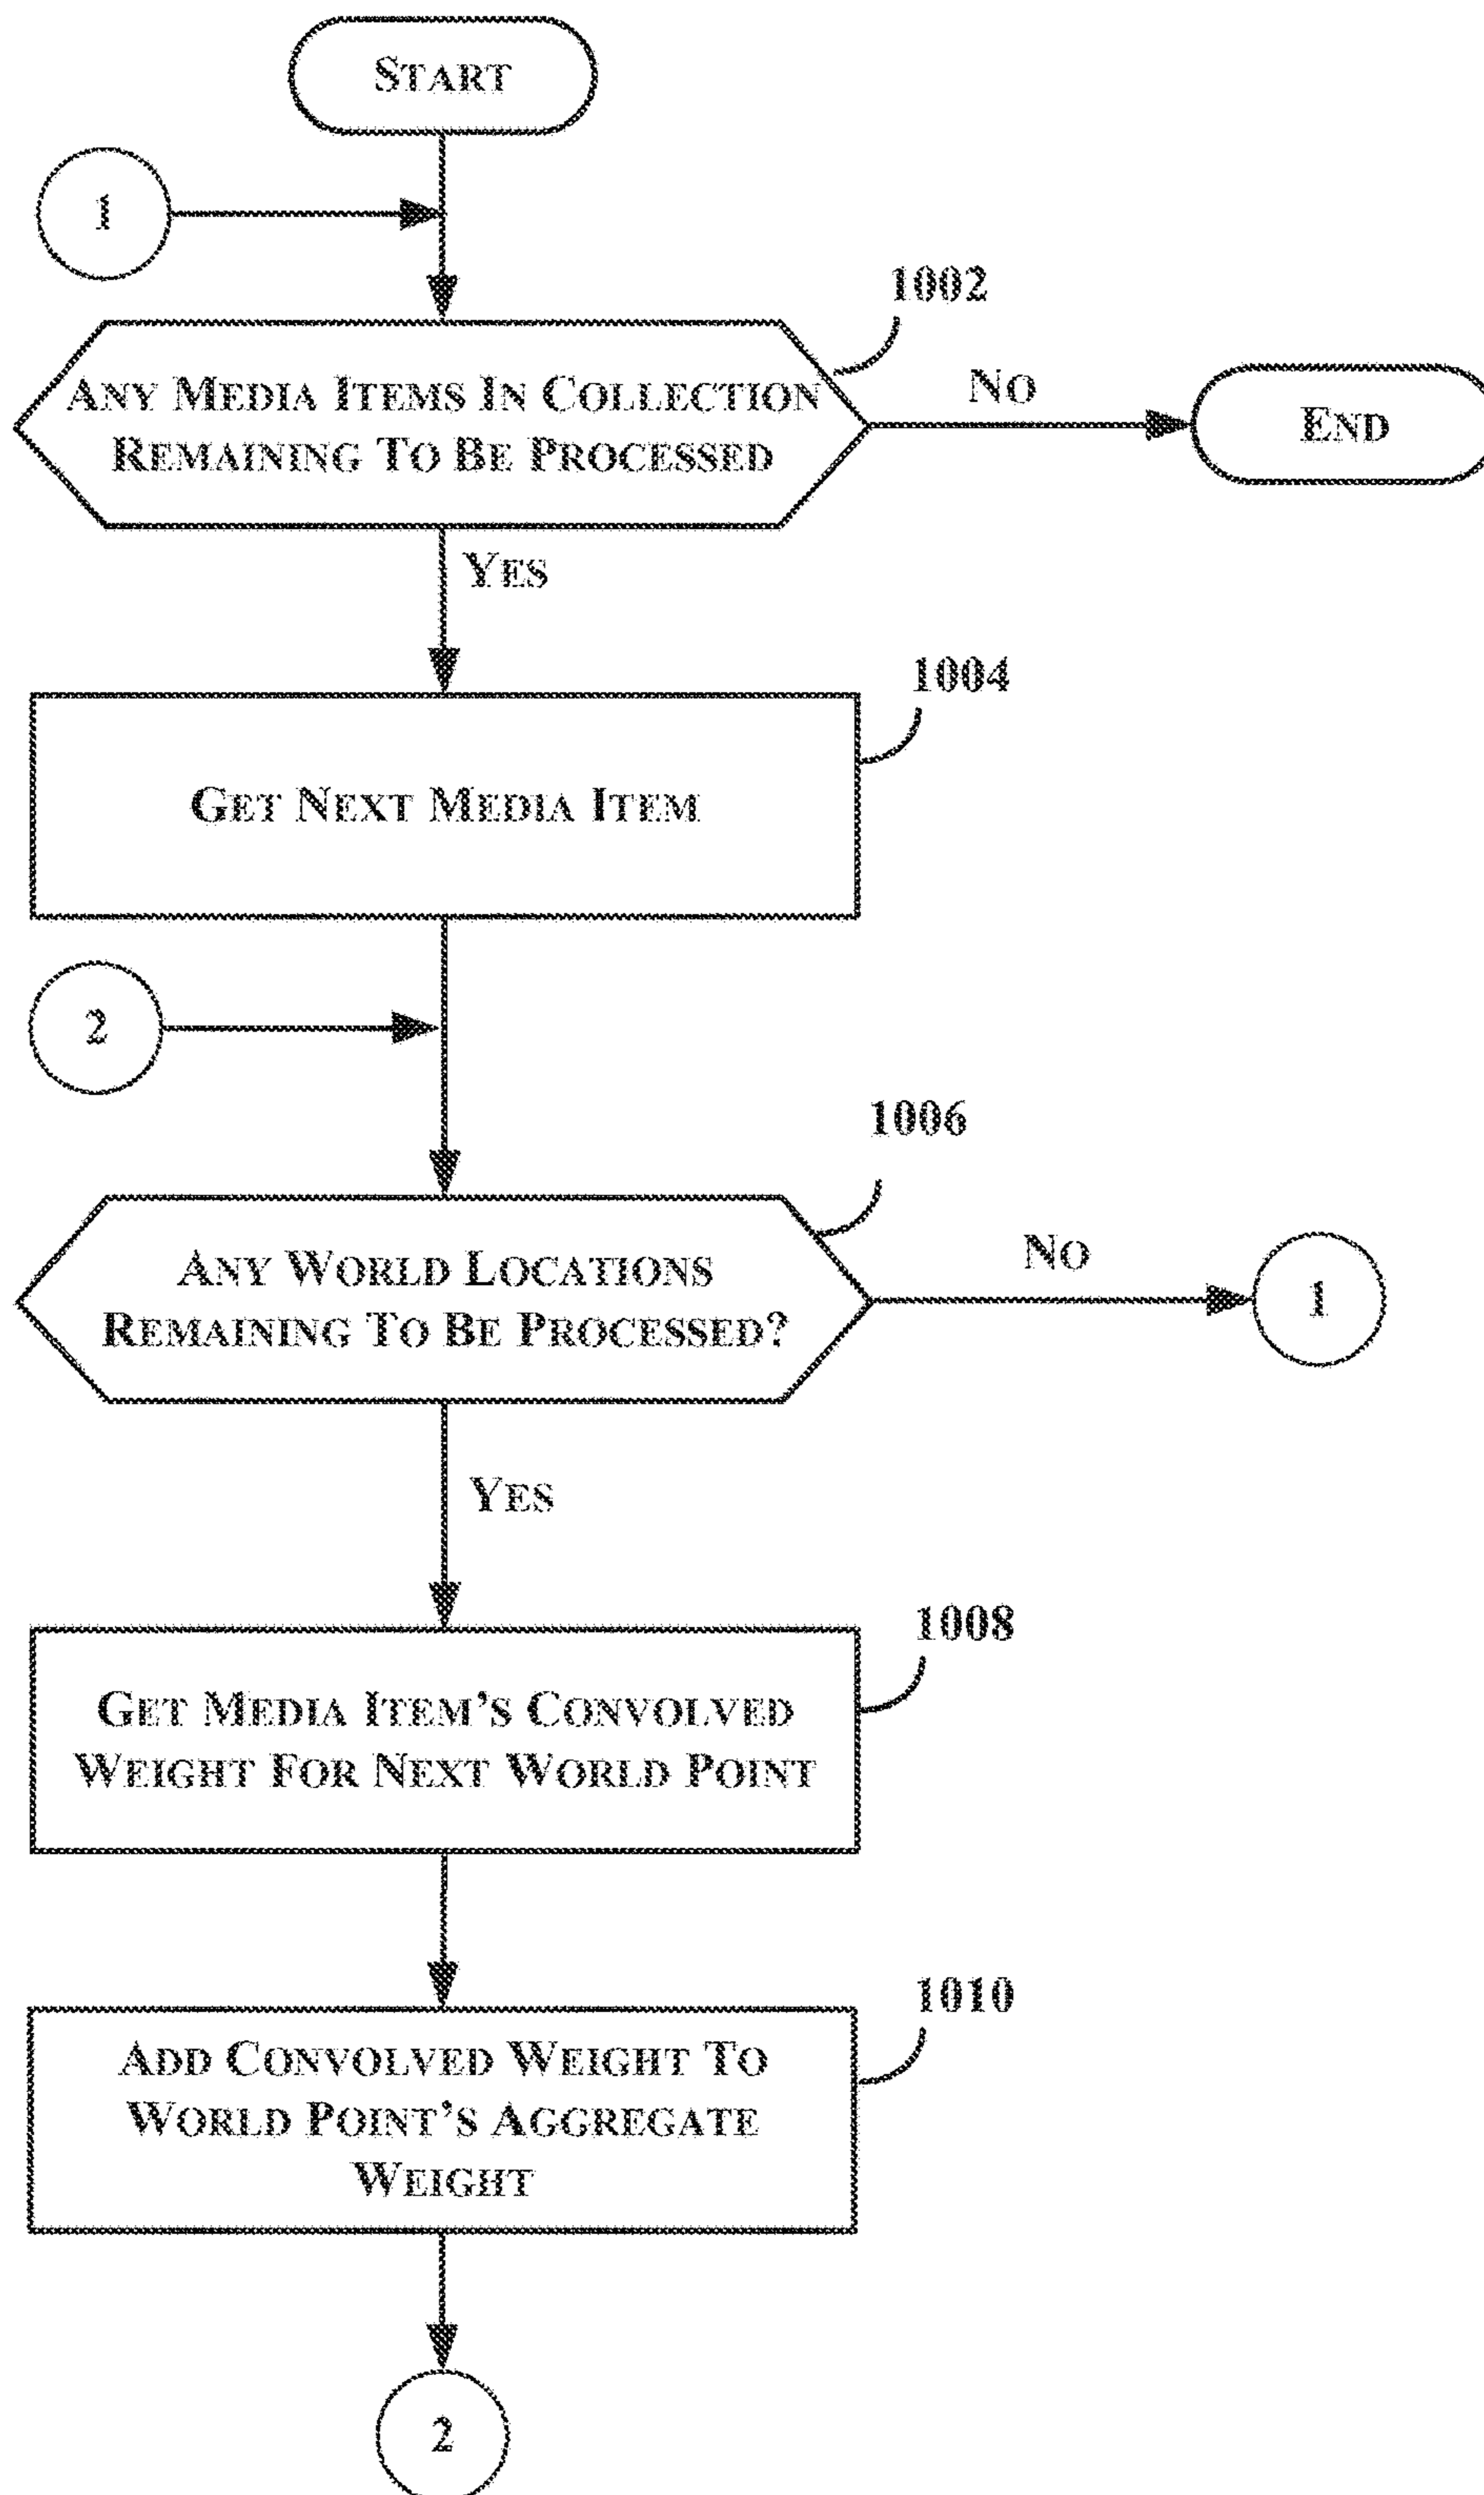 START
1
1002
ANY MEDIA ITEMS IN COLLECTION
REMAINING TO BE PROCESSED
NO
END
YES
1004
GET NEXT MEDIA ITEM
2
1006
ANY WORLD LOCATIONS
REMAINING TO BE PROCESSED?
NO
1
YES
1008
GET MEDIA ITEM'S CONVOLVED
WEIGHT FOR NEXT WORLD POINT
1010
ADD CONVOLVED WEIGHT TO
WORLD POINT'S AGGREGATE
WEIGHT
2